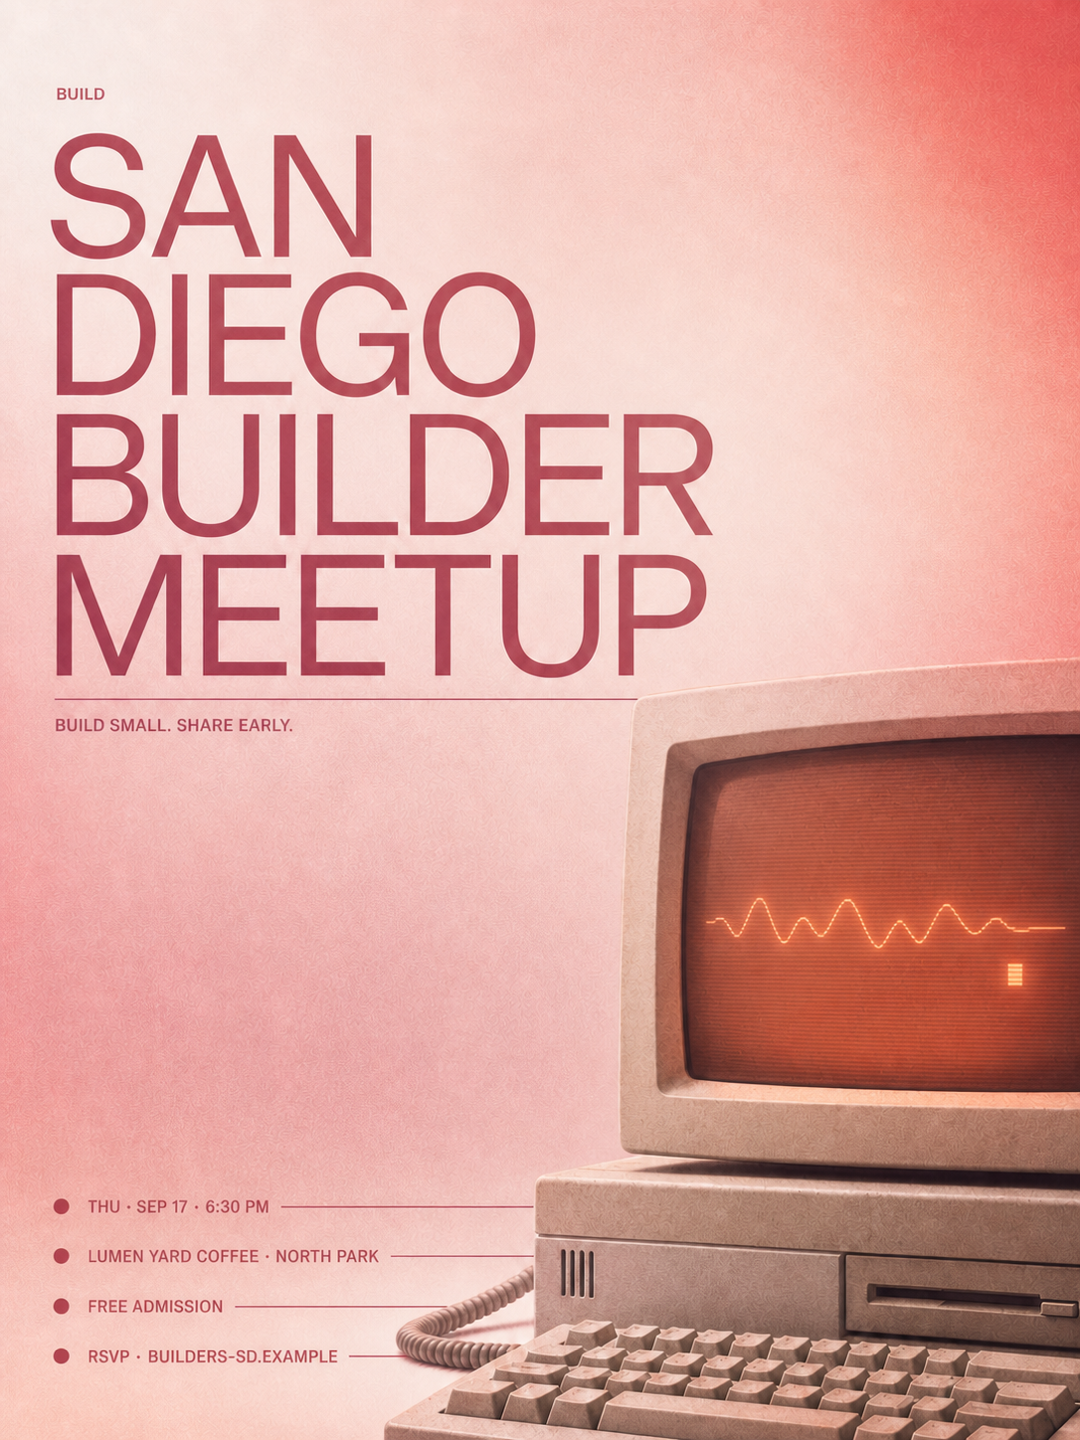 BUILD
SAN
DIEGO
BUILDER
MEETUP
BUILD SMALL. SHARE EARLY.
THU · SEP 17 · 6:30 PM
LUMEN YARD COFFEE · NORTH PARK
FREE ADMISSION
RSVP · BUILDERS-SD.EXAMPLE